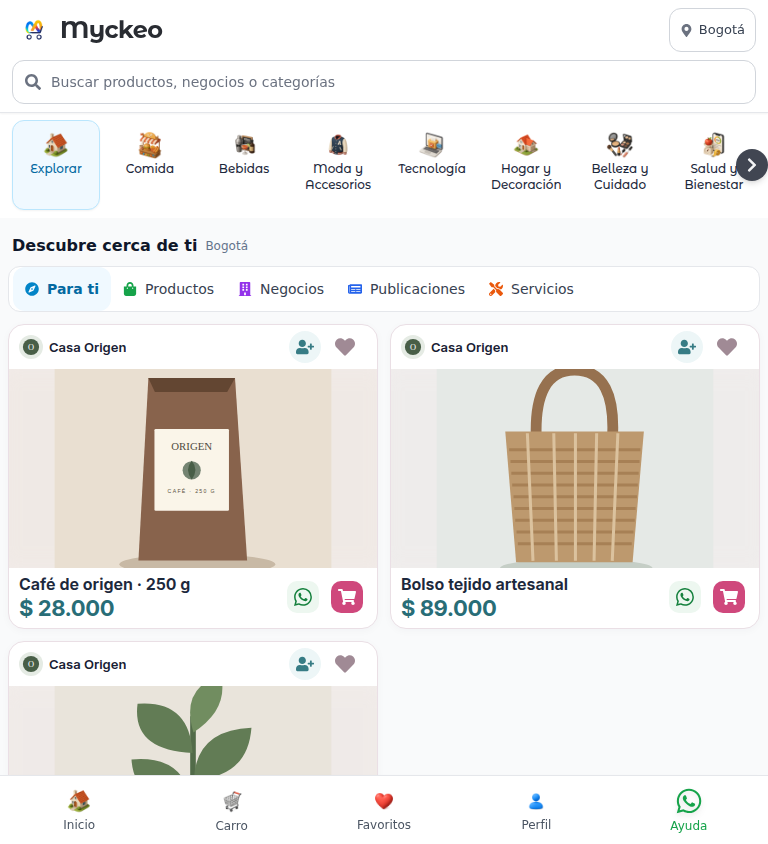 Myckeo
Bogotá
Buscar productos, negocios o categorías
Explorar
Comida
Bebidas
Moda y
Accesorios
Tecnología
Hogar y
Decoración
Belleza y
Cuidado
Salud y
Bienestar
Descubre cerca de ti Bogotá
Para ti
Productos
Negocios
Publicaciones
Servicios
Casa Origen
ORIGEN
CAFÉ · 250 G
Café de origen · 250 g
$ 28.000
Casa Origen
Bolso tejido artesanal
$ 89.000
Casa Origen
Inicio
Carro
Favoritos
Perfil
Ayuda